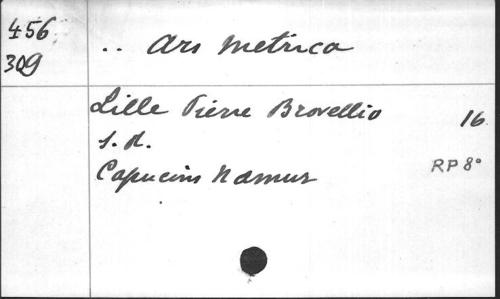 456
309
.. Ars metrica
Lille Pierre Brovellio 16
s.d.
Capucins Namur
RP 8°